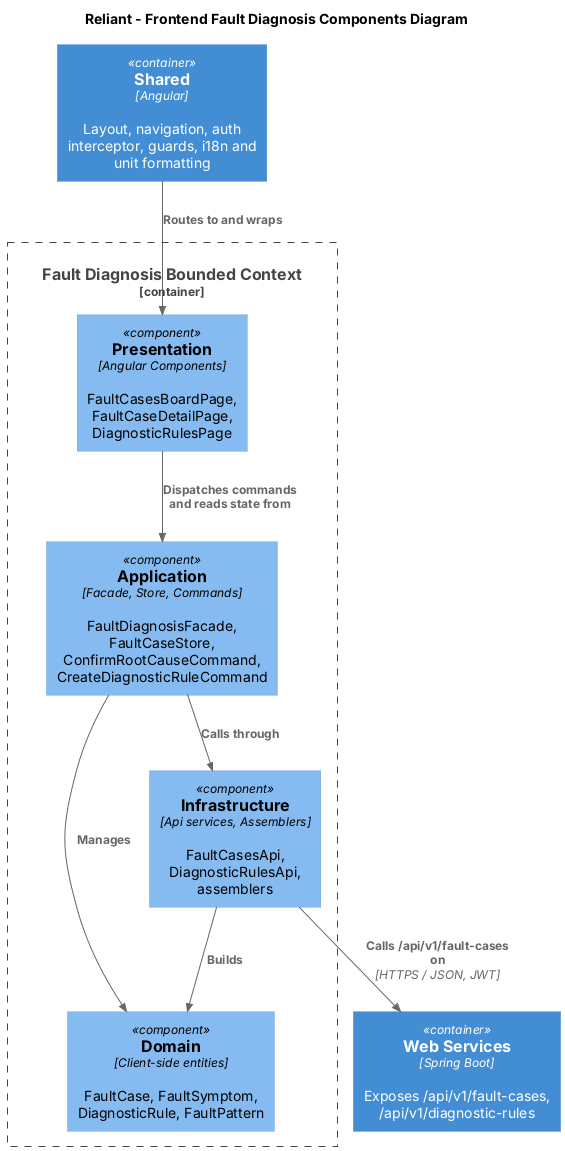 Reliant - Frontend Fault Diagnosis Components Diagram
«container»
Shared
[Angular]
Layout, navigation, auth
interceptor, guards, i18n and
unit formatting
Routes to and wraps
Fault Diagnosis Bounded Context
[container]
«component»
Presentation
[Angular Components]
FaultCasesBoardPage,
FaultCaseDetailPage,
DiagnosticRulesPage
Dispatches commands
and reads state from
«component»
Application
[Facade, Store, Commands]
FaultDiagnosisFacade,
FaultCaseStore,
ConfirmRootCauseCommand,
CreateDiagnosticRuleCommand
Calls through
«component»
Infrastructure
[Api services, Assemblers]
FaultCasesApi,
DiagnosticRulesApi,
assemblers
Manages
Builds
Calls /api/v1/fault-cases
on
[HTTPS / JSON, JWT]
«component»
Domain
[Client-side entities]
FaultCase, FaultSymptom,
DiagnosticRule, FaultPattern
«container»
Web Services
[Spring Boot]
Exposes /api/v1/fault-cases,
/api/v1/diagnostic-rules